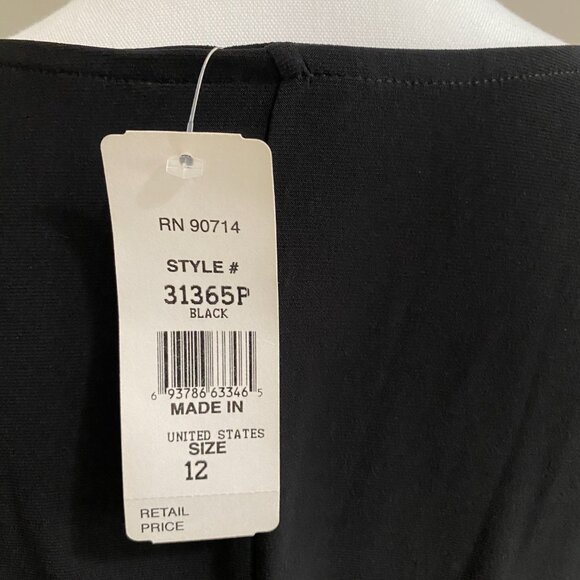 RN 90714
STYLE #
31365P
BLACK
6 93786 63346 5
MADE IN
UNITED STATES
SIZE
12
RETAIL
PRICE